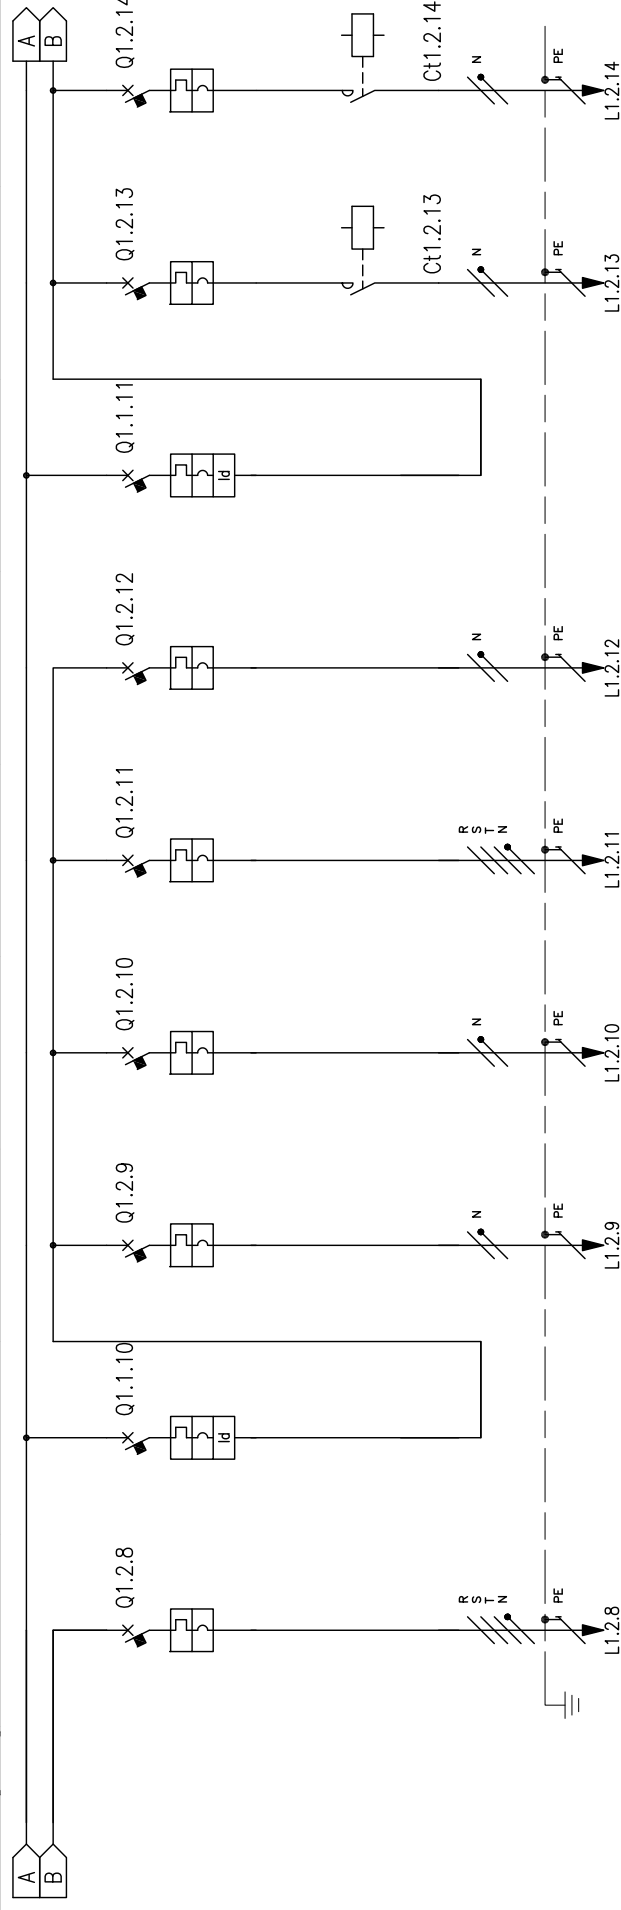 A
B
Q1.2.8
R
S
T
N
PE
L1.2.8
Q1.1.10
Id
Q1.2.9
N
PE
L1.2.9
Q1.2.10
N
PE
L1.2.10
Q1.2.11
R
S
T
N
PE
L1.2.11
Q1.2.12
N
PE
L1.2.12
Q1.1.11
Id
Q1.2.13
Ct1.2.13
N
PE
L1.2.13
Q1.2.14
Ct1.2.14
N
PE
L1.2.14
A
B